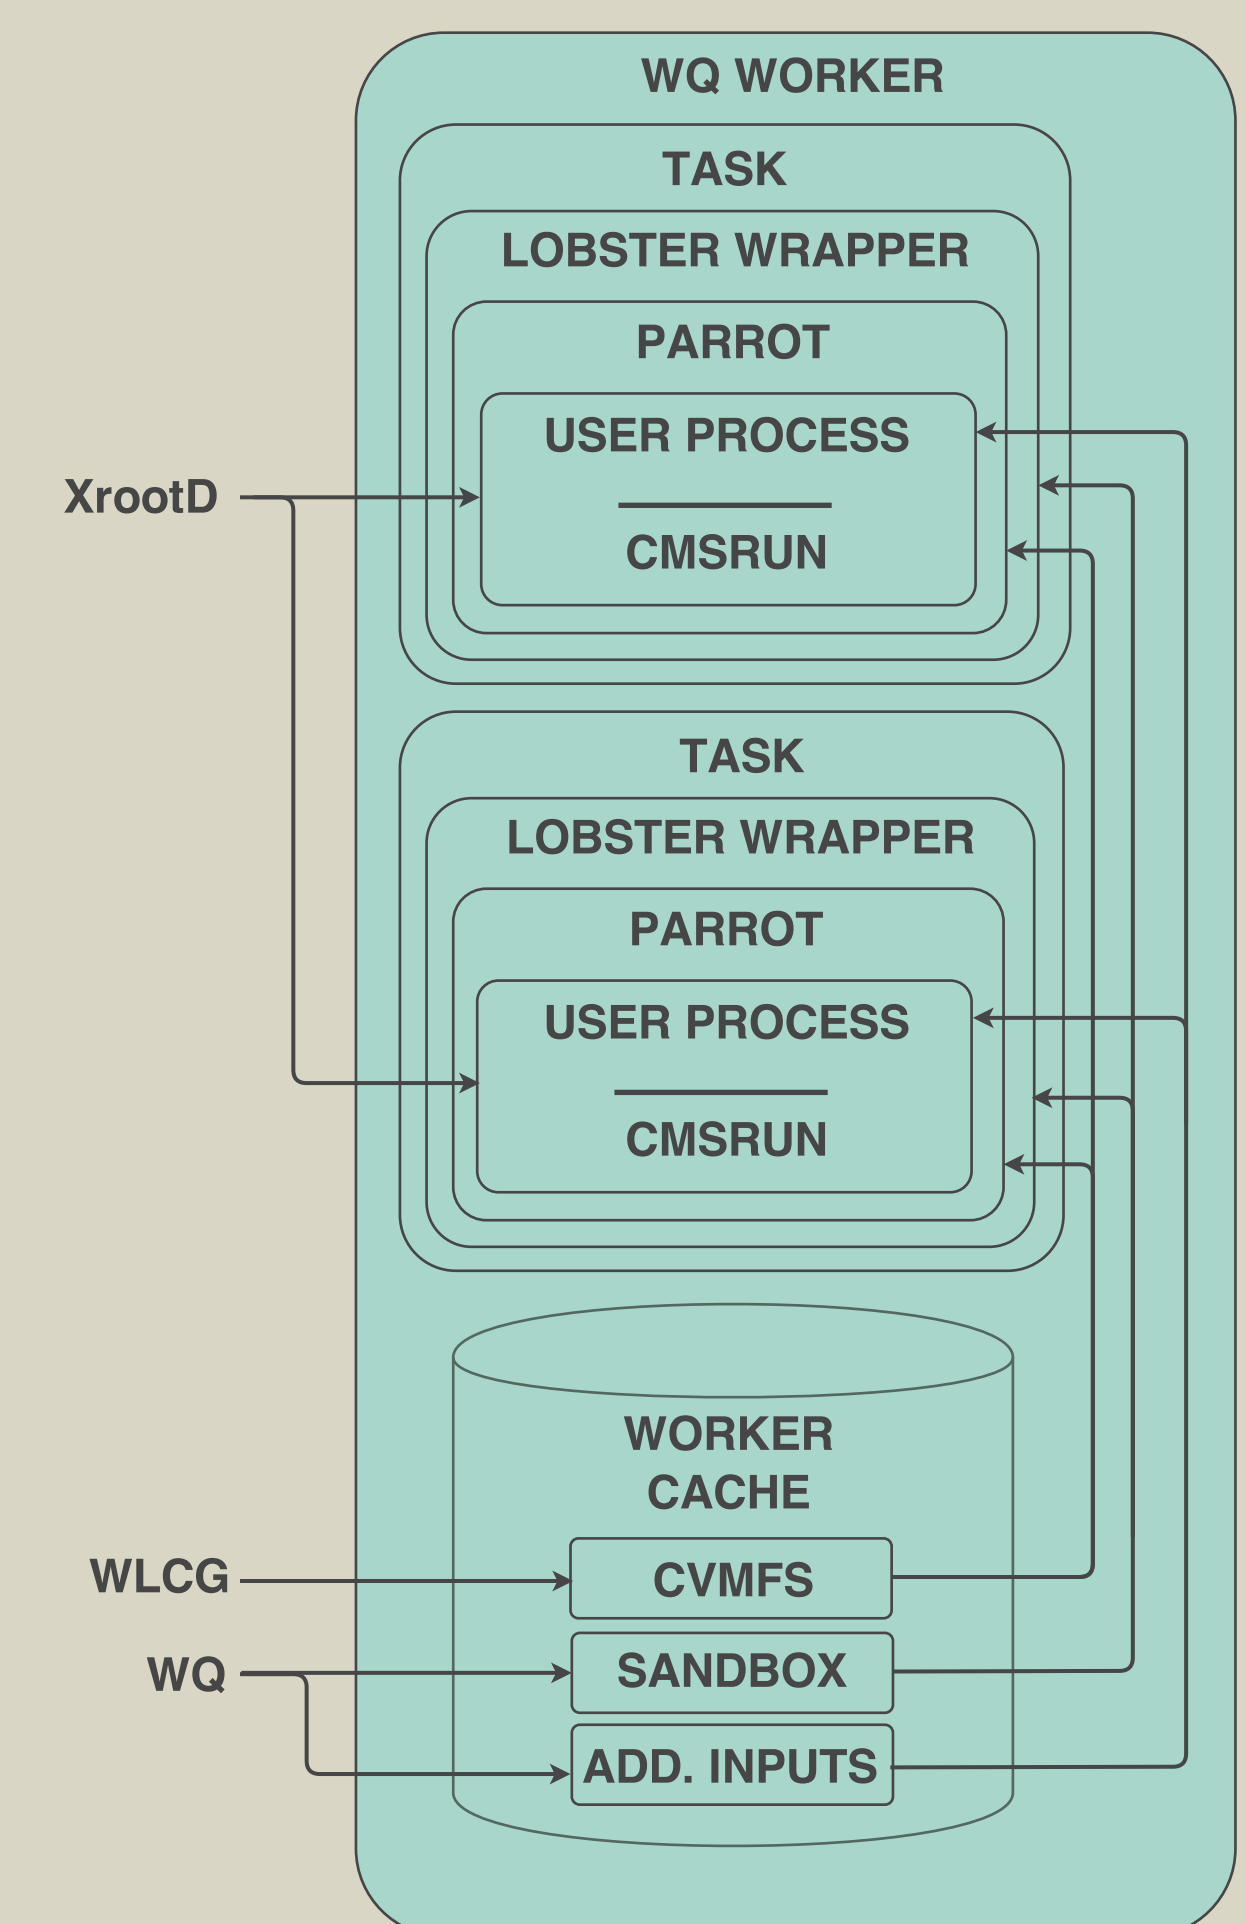 WQ WORKER
TASK
LOBSTER WRAPPER
PARROT
USER PROCESS
XrootD
CMSRUN
TASK
LOBSTER WRAPPER
PARROT
USER PROCESS
CMSRUN
WORKER
CACHE
WLCG
CVMFS
WQ
SANDBOX
ADD. INPUTS